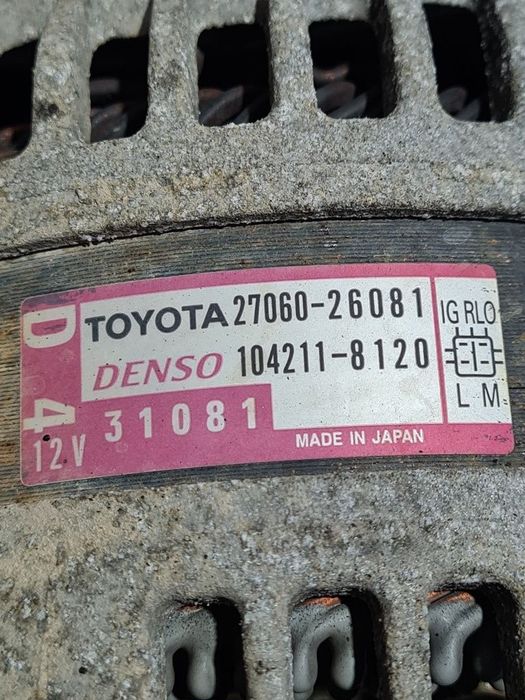 TOYOTA 27060-26081
DENSO 104211-8120
D 4
12V 31081
MADE IN JAPAN
IG RLO
L M